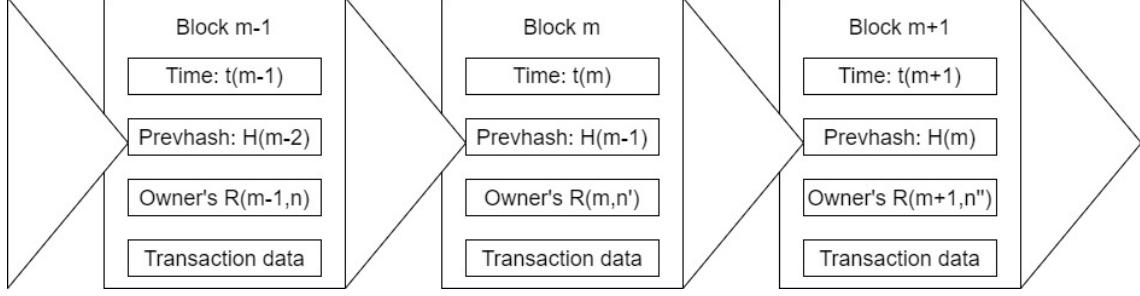 Block m-1
Time: t(m-1)
Prevhash: H(m-2)
Owner's R(m-1,n)
Transaction data
Block m
Time: t(m)
Prevhash: H(m-1)
Owner's R(m,n')
Transaction data
Block m+1
Time: t(m+1)
Prevhash: H(m)
Owner's R(m+1,n")
Transaction data